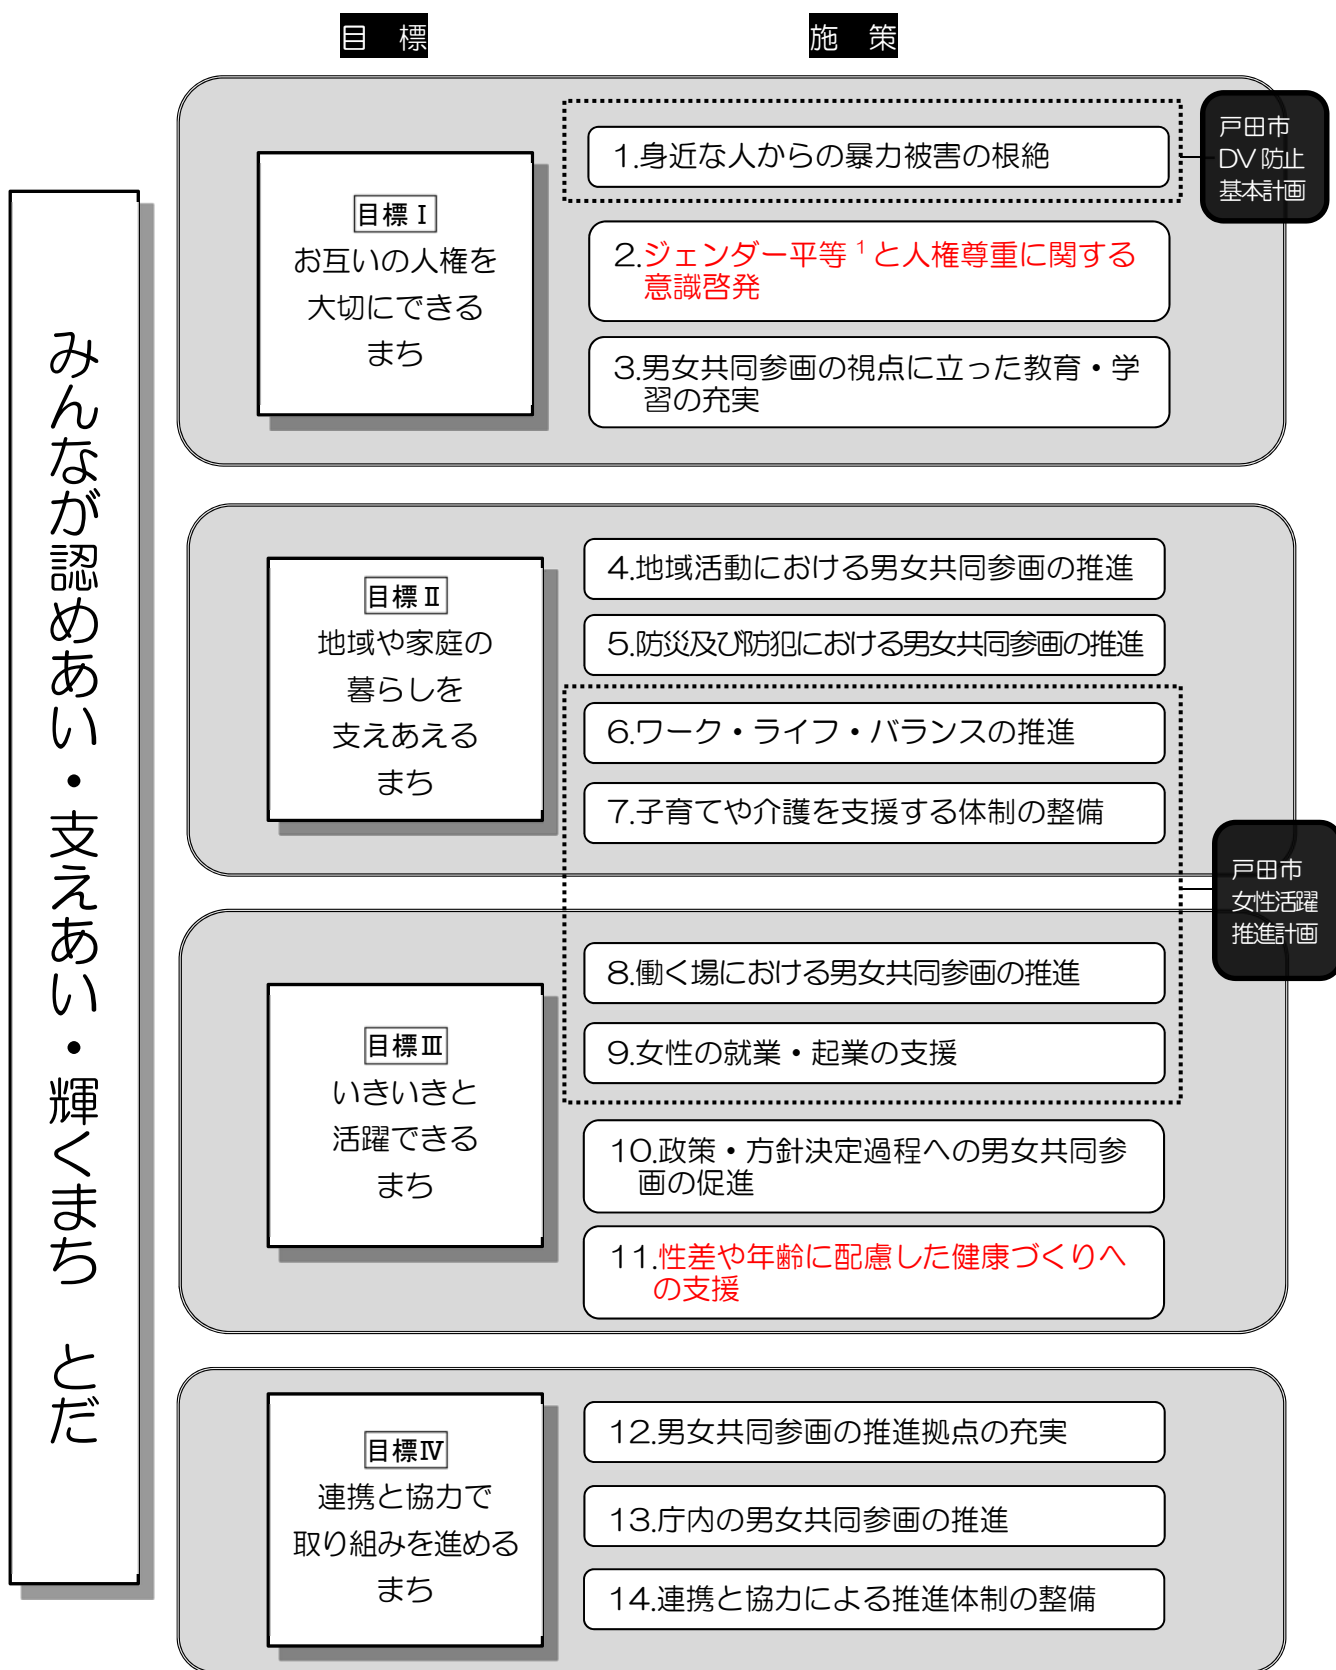 目 標
施 策
みんなが認めあい・支えあい・輝くまち とだ
目標Ⅰ
お互いの人権を
大切にできる
まち
1.身近な人からの暴力被害の根絶
戸田市
DV防止
基本計画
2.ジェンダー平等¹と人権尊重に関する
意識啓発
3.男女共同参画の視点に立った教育・学
習の充実
目標Ⅱ
地域や家庭の
暮らしを
支えあえる
まち
4.地域活動における男女共同参画の推進
5.防災及び防犯における男女共同参画の推進
6.ワーク・ライフ・バランスの推進
7.子育てや介護を支援する体制の整備
戸田市
女性活躍
推進計画
目標Ⅲ
いきいきと
活躍できる
まち
8.働く場における男女共同参画の推進
9.女性の就業・起業の支援
10.政策・方針決定過程への男女共同参
画の促進
11.性差や年齢に配慮した健康づくりへ
の支援
目標Ⅳ
連携と協力で
取り組みを進める
まち
12.男女共同参画の推進拠点の充実
13.庁内の男女共同参画の推進
14.連携と協力による推進体制の整備